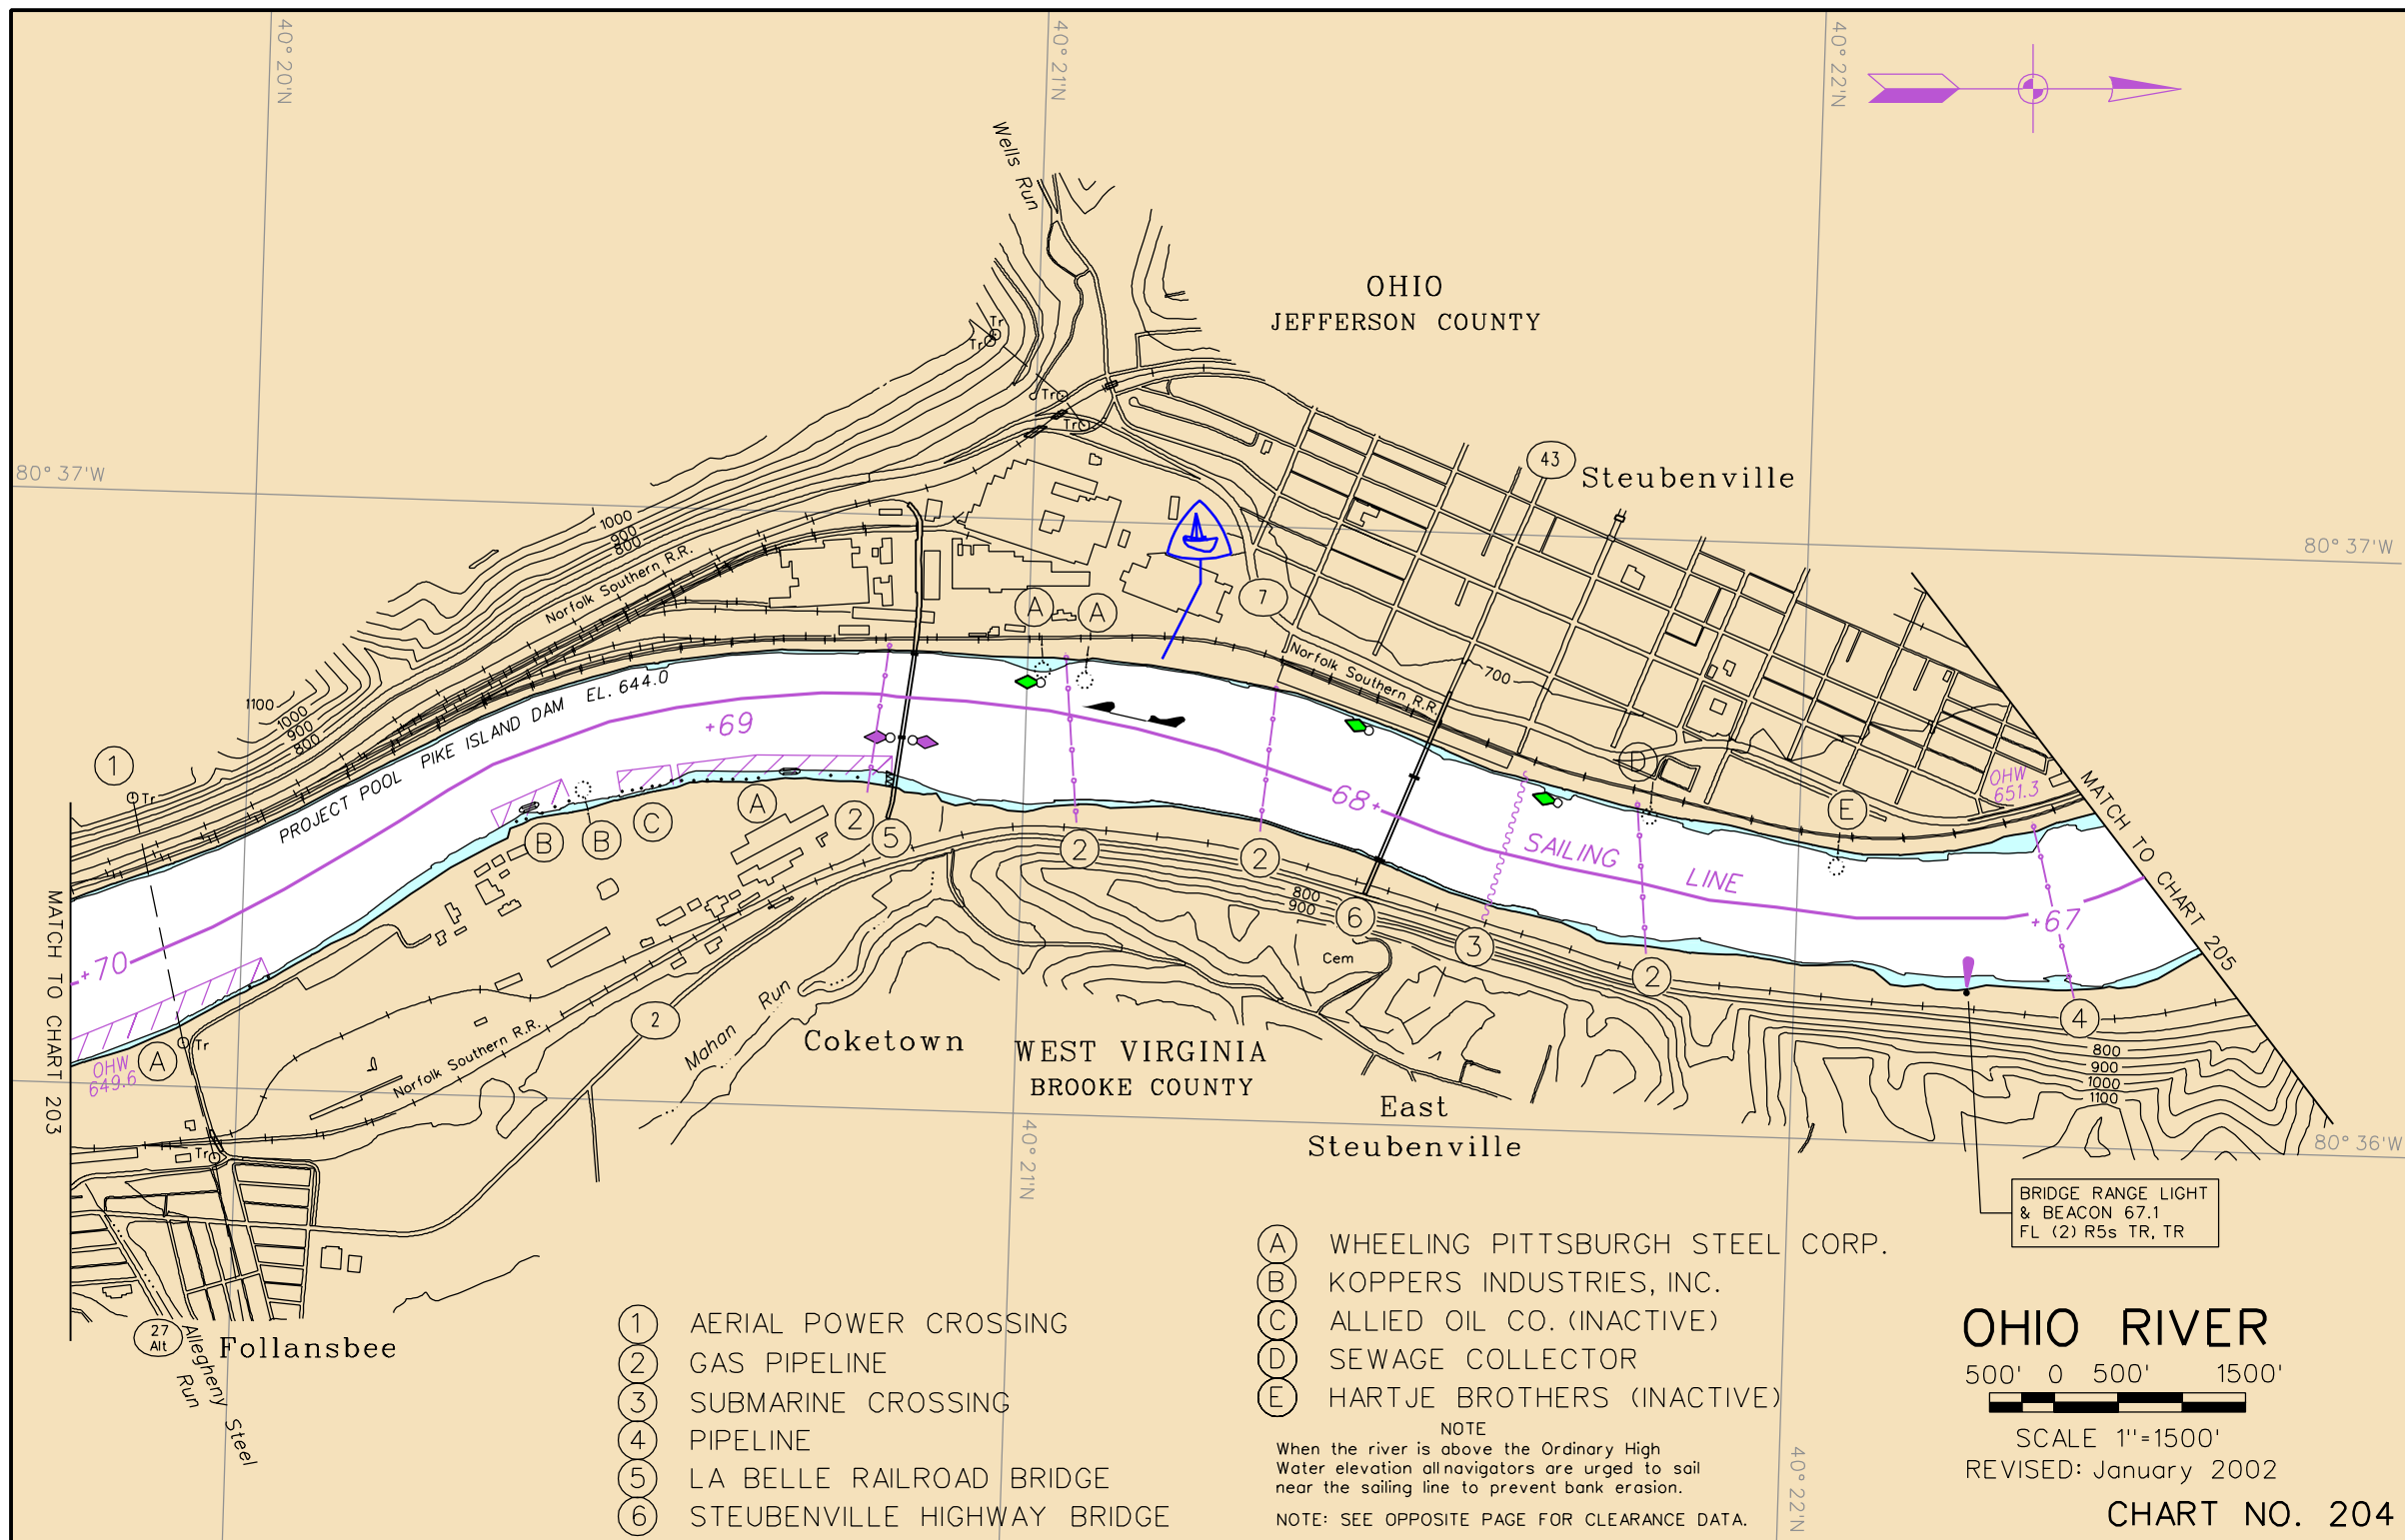 40° 20'N
40° 21'N
40° 22'N
Wells Run
OHIO
JEFFERSON COUNTY
Tr
Tr
Tr
Tr
43
Steubenville
80° 37'W
80° 37'W
1000
900
800
Norfolk Southern R.R.
A
A
7
Norfolk Southern R.R.
700
1100
1000
900
800
PROJECT POOL PIKE ISLAND DAM EL. 644.0
+69
1
Tr
D
E
OHW
651.3
MATCH TO CHART 205
68+
SAILING LINE
+67
B
B
C
A
2
5
2
2
6
3
2
4
800
900
Cem
+70
MATCH TO CHART 203
OHW
649.6
A
Tr
Norfolk Southern R.R.
2
Mahan Run
Coketown
WEST VIRGINIA
BROOKE COUNTY
East
Steubenville
800
900
1000
1100
80° 36'W
40° 21'N
Tr
BRIDGE RANGE LIGHT
& BEACON 67.1
FL (2) R5s TR, TR
27
Alt
Follansbee
Allegheny Steel
Run
1 AERIAL POWER CROSSING
2 GAS PIPELINE
3 SUBMARINE CROSSING
4 PIPELINE
5 LA BELLE RAILROAD BRIDGE
6 STEUBENVILLE HIGHWAY BRIDGE
A WHEELING PITTSBURGH STEEL CORP.
B KOPPERS INDUSTRIES, INC.
C ALLIED OIL CO. (INACTIVE)
D SEWAGE COLLECTOR
E HARTJE BROTHERS (INACTIVE)
NOTE
When the river is above the Ordinary High
Water elevation all navigators are urged to sail
near the sailing line to prevent bank erasion.
NOTE: SEE OPPOSITE PAGE FOR CLEARANCE DATA.
40° 22'N
OHIO RIVER
500' 0 500' 1500'
SCALE 1"=1500'
REVISED: January 2002
CHART NO. 204